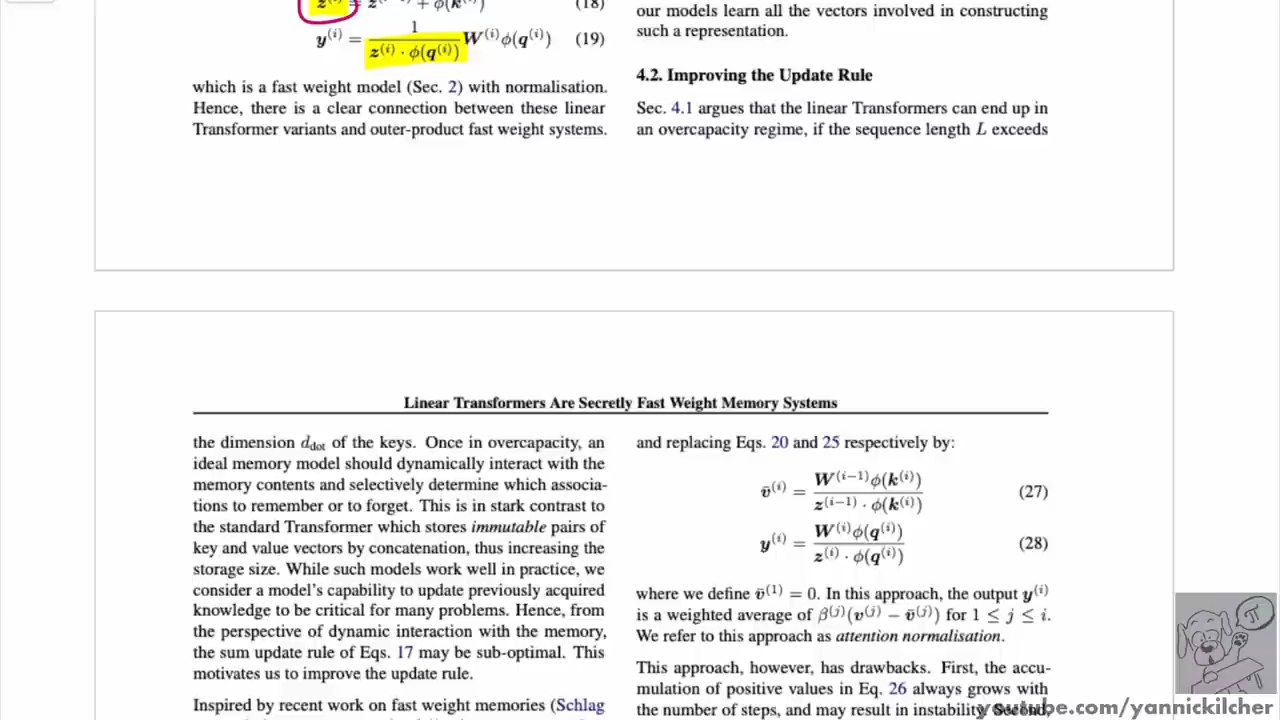 z⁽ⁱ⁾ = z⁽ⁱ⁻¹⁾ + ϕ(k⁽ⁱ⁾) (18)
y⁽ⁱ⁾ = 1 / (z⁽ⁱ⁾ · ϕ(q⁽ⁱ⁾)) W⁽ⁱ⁾ϕ(q⁽ⁱ⁾) (19)
which is a fast weight model (Sec. 2) with normalisation.
Hence, there is a clear connection between these linear
Transformer variants and outer-product fast weight systems.
our models learn all the vectors involved in constructing
such a representation.
4.2. Improving the Update Rule
Sec. 4.1 argues that the linear Transformers can end up in
an overcapacity regime, if the sequence length L exceeds
Linear Transformers Are Secretly Fast Weight Memory Systems
the dimension d_dot of the keys. Once in overcapacity, an
ideal memory model should dynamically interact with the
memory contents and selectively determine which associa-
tions to remember or to forget. This is in stark contrast to
the standard Transformer which stores immutable pairs of
key and value vectors by concatenation, thus increasing the
storage size. While such models work well in practice, we
consider a model's capability to update previously acquired
knowledge to be critical for many problems. Hence, from
the perspective of dynamic interaction with the memory,
the sum update rule of Eqs. 17 may be sub-optimal. This
motivates us to improve the update rule.
Inspired by recent work on fast weight memories (Schlag
and replacing Eqs. 20 and 25 respectively by:
v̄⁽ⁱ⁾ = W⁽ⁱ⁻¹⁾ϕ(k⁽ⁱ⁾) / (z⁽ⁱ⁻¹⁾ · ϕ(k⁽ⁱ⁾)) (27)
y⁽ⁱ⁾ = W⁽ⁱ⁾ϕ(q⁽ⁱ⁾) / (z⁽ⁱ⁾ · ϕ(q⁽ⁱ⁾)) (28)
where we define v̄⁽¹⁾ = 0. In this approach, the output y⁽ⁱ⁾
is a weighted average of β⁽ʲ⁾(v⁽ʲ⁾ − v̄⁽ʲ⁾) for 1 ≤ j ≤ i.
We refer to this approach as attention normalisation.
This approach, however, has drawbacks. First, the accu-
mulation of positive values in Eq. 26 always grows with
the number of steps, and may result in instability. Second,
π
youtube.com/yannickilcher